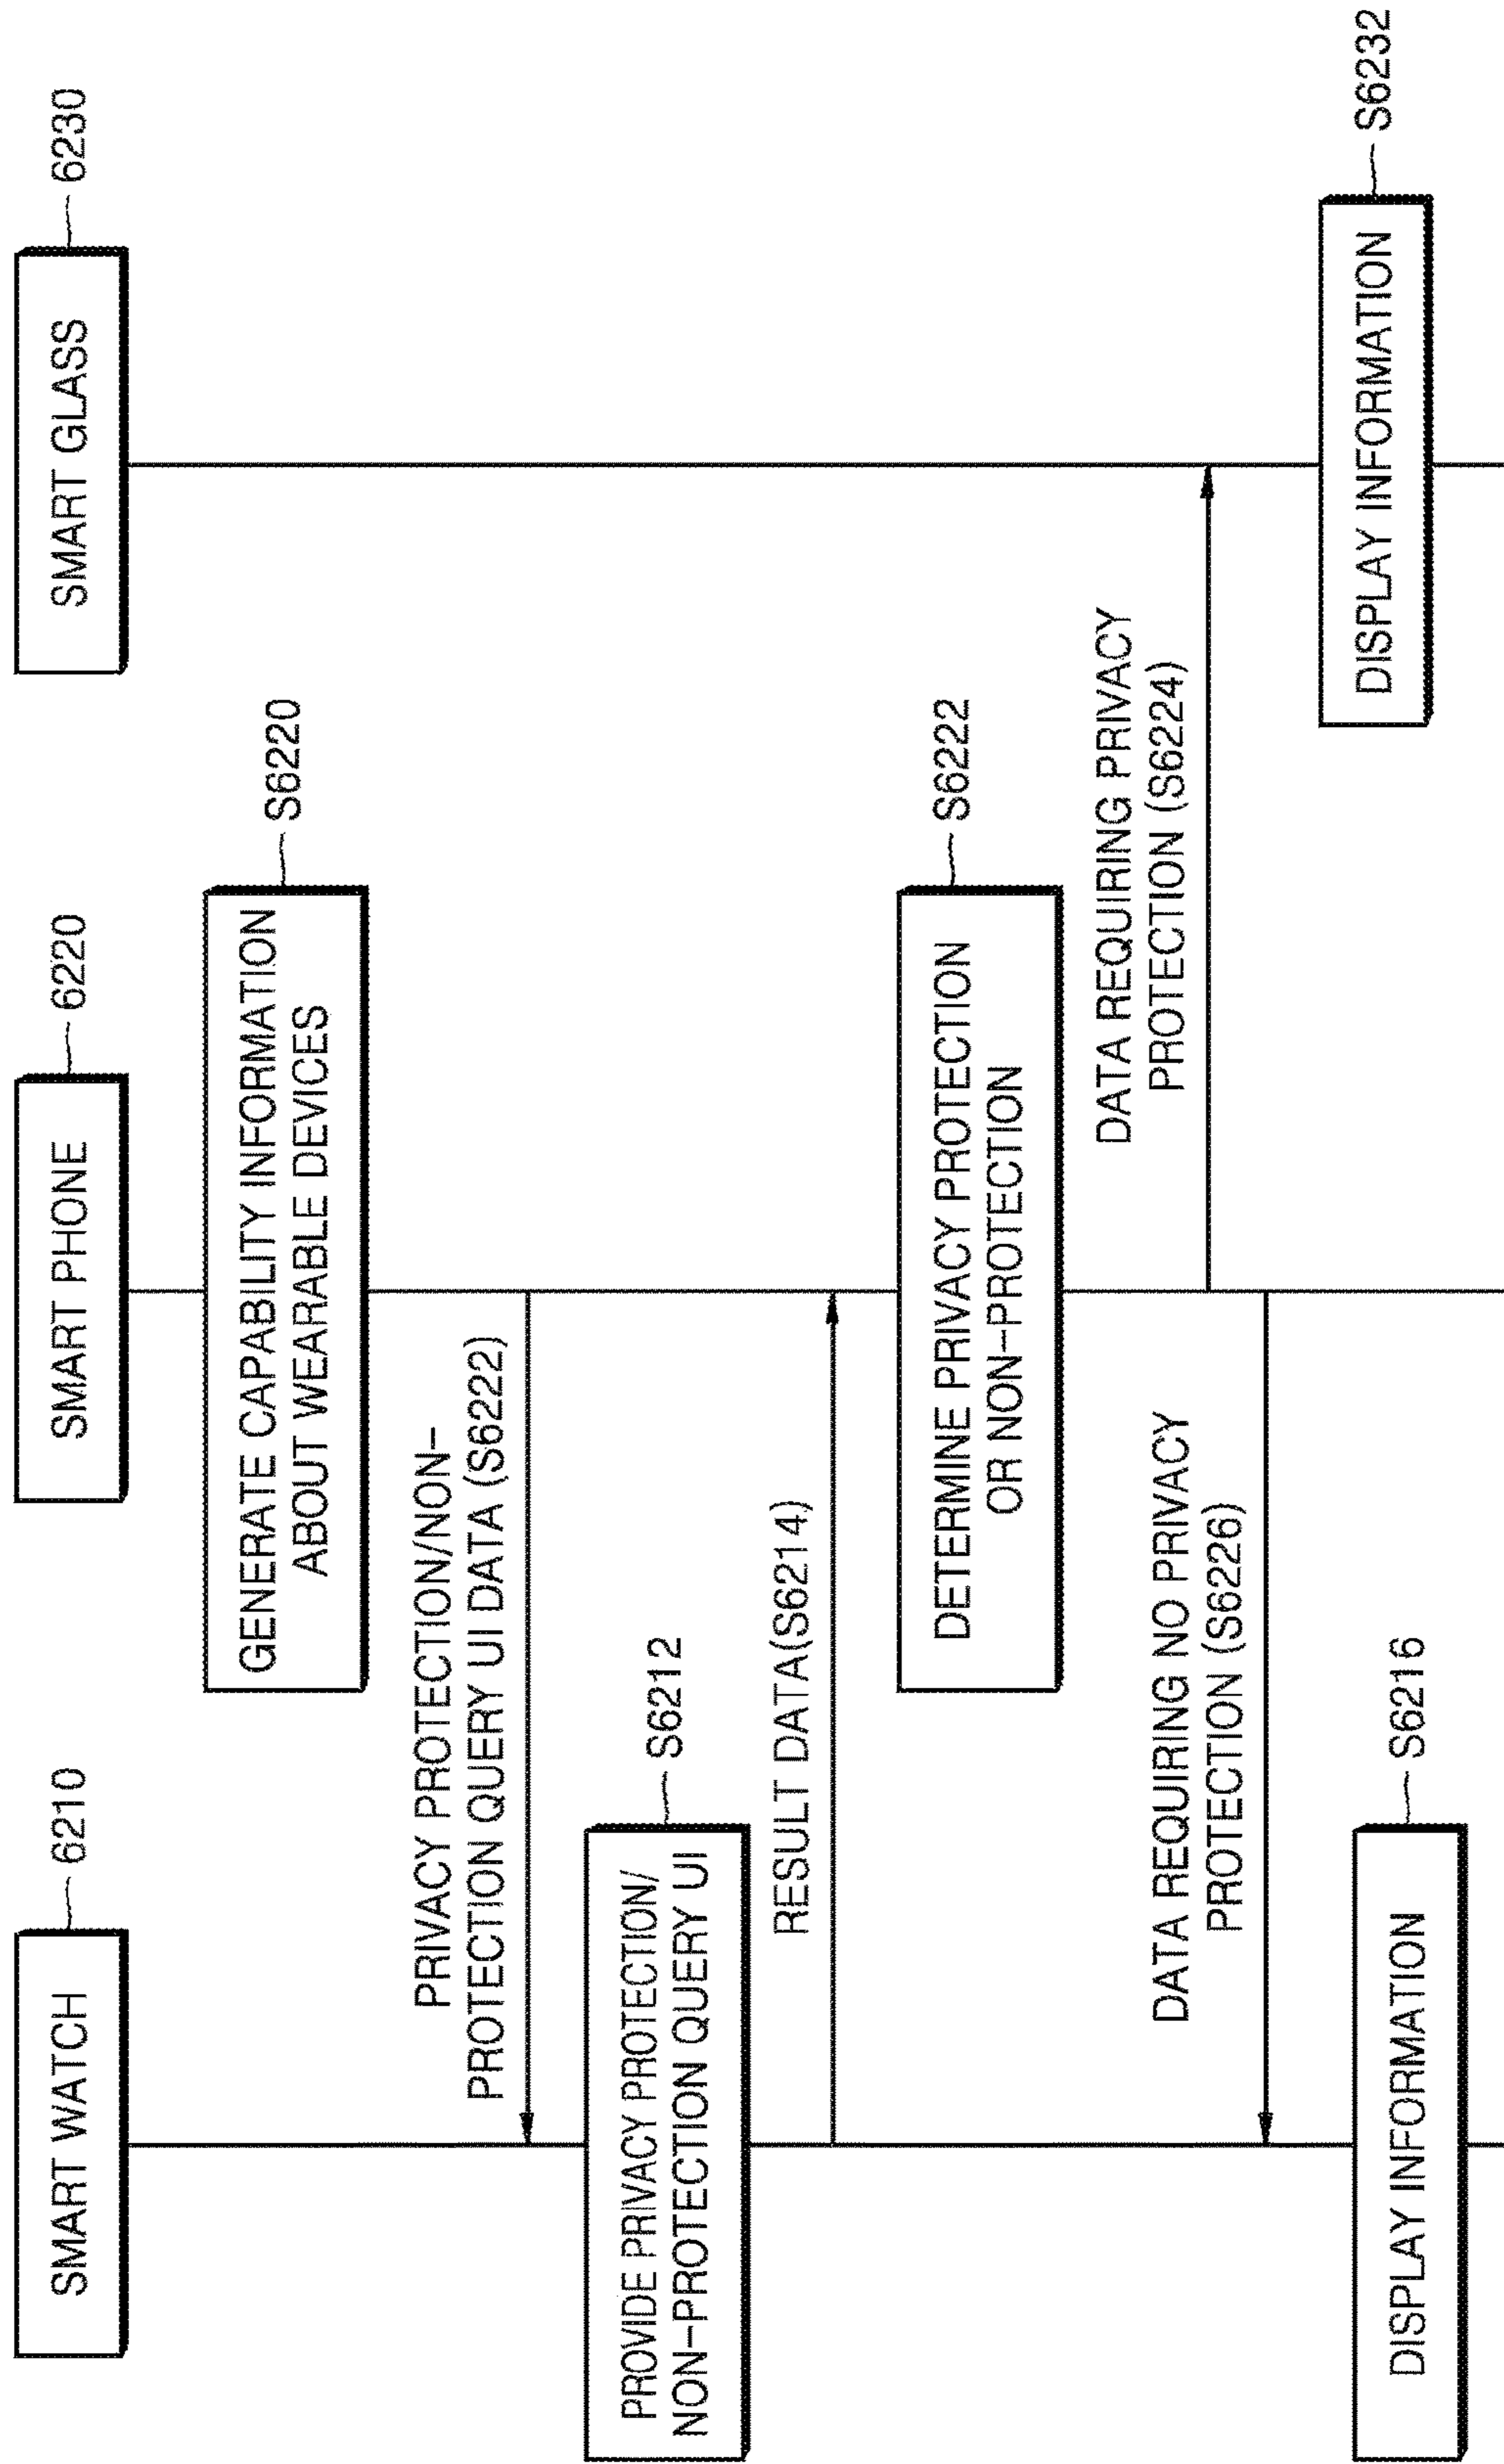 SMART WATCH
6210
SMART PHONE
6220
SMART GLASS
6230
GENERATE CAPABILITY INFORMATION
ABOUT WEARABLE DEVICES
S6220
PRIVACY PROTECTION/NON-
PROTECTION QUERY UI DATA (S6222)
PROVIDE PRIVACY PROTECTION/
NON-PROTECTION QUERY UI
S6212
RESULT DATA(S6214)
DETERMINE PRIVACY PROTECTION
OR NON-PROTECTION
S6222
DATA REQUIRING PRIVACY
PROTECTION (S6224)
DATA REQUIRING NO PRIVACY
PROTECTION (S6226)
DISPLAY INFORMATION
S6216
DISPLAY INFORMATION
S6232